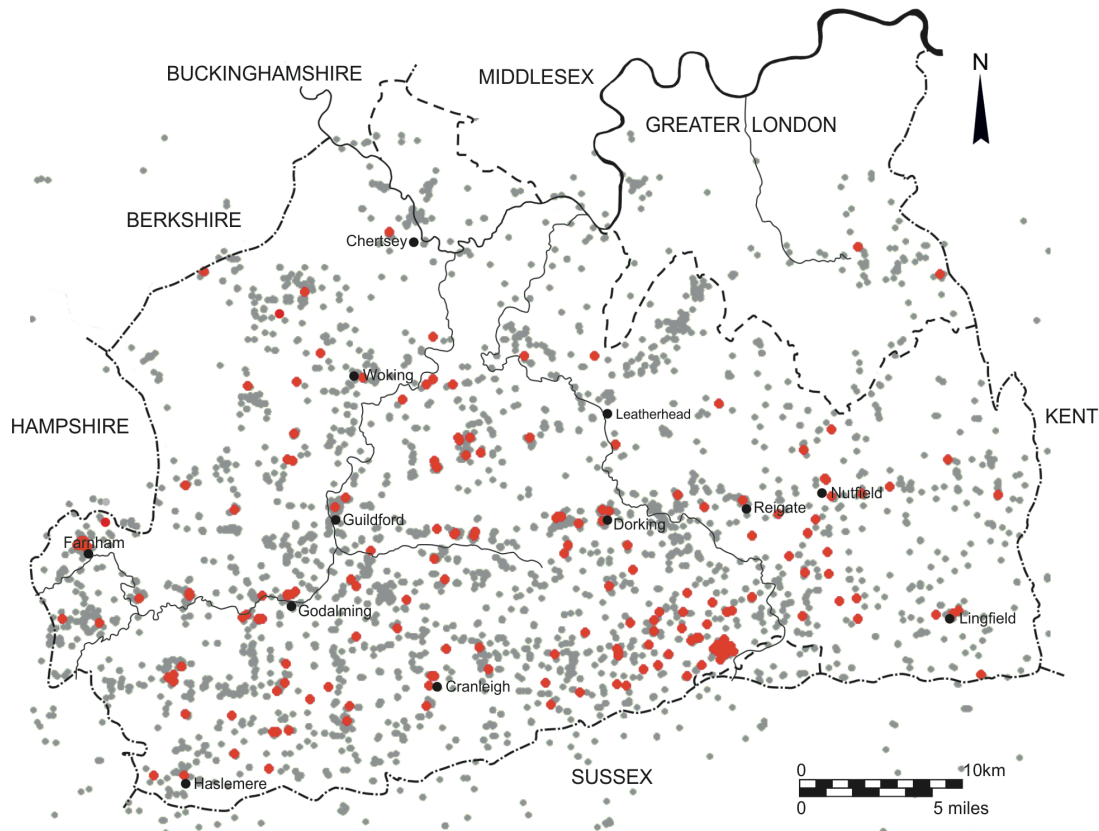 BUCKINGHAMSHIRE
MIDDLESEX
N
GREATER LONDON
BERKSHIRE
Chertsey
Woking
Leatherhead
HAMPSHIRE
KENT
Nutfield
Reigate
Guildford
Dorking
Farnham
Godalming
Lingfield
Cranleigh
SUSSEX
Haslemere
0 10km
0 5 miles